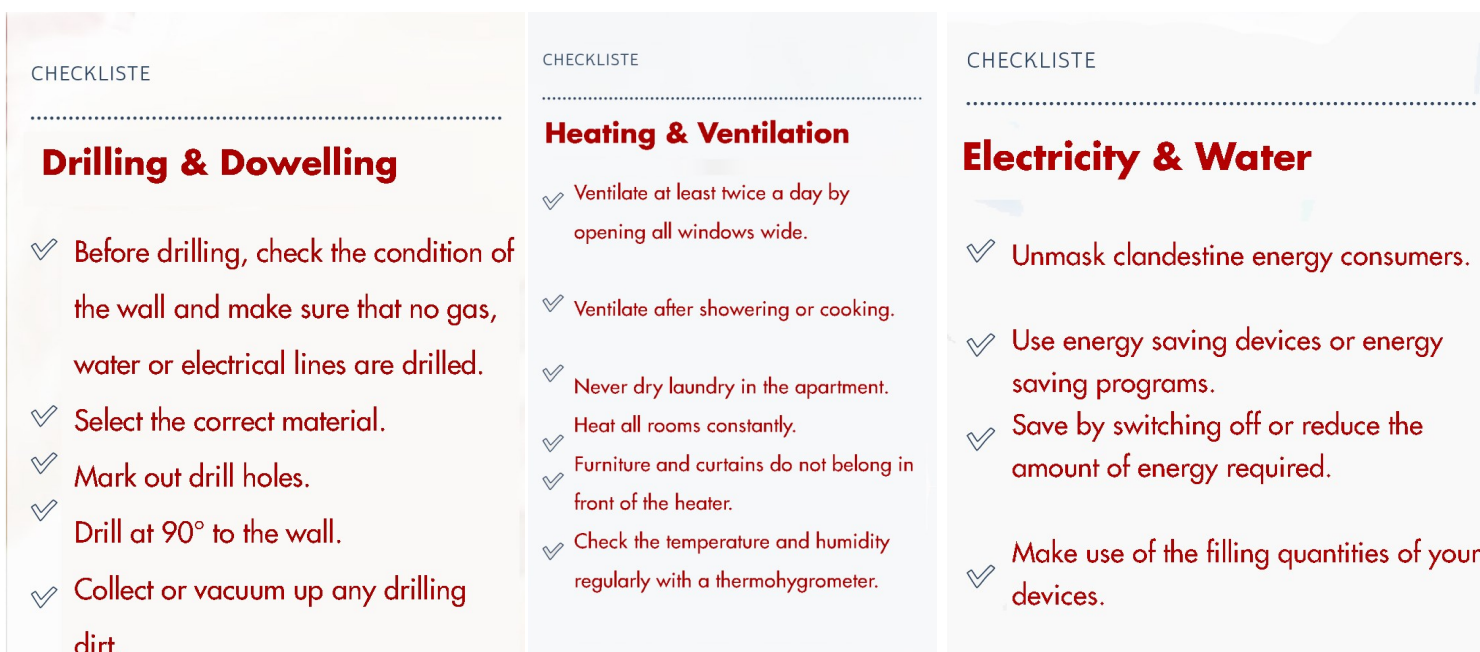 CHECKLISTE
Drilling & Dowelling
Before drilling, check the condition of
the wall and make sure that no gas,
water or electrical lines are drilled.
Select the correct material.
Mark out drill holes.
Drill at 90° to the wall.
Collect or vacuum up any drilling
dirt
CHECKLISTE
Heating & Ventilation
Ventilate at least twice a day by
opening all windows wide.
Ventilate after showering or cooking.
Never dry laundry in the apartment.
Heat all rooms constantly.
Furniture and curtains do not belong in
front of the heater.
Check the temperature and humidity
regularly with a thermohygrometer.
CHECKLISTE
Electricity & Water
Unmask clandestine energy consumers.
Use energy saving devices or energy
saving programs.
Save by switching off or reduce the
amount of energy required.
Make use of the filling quantities of your
devices.